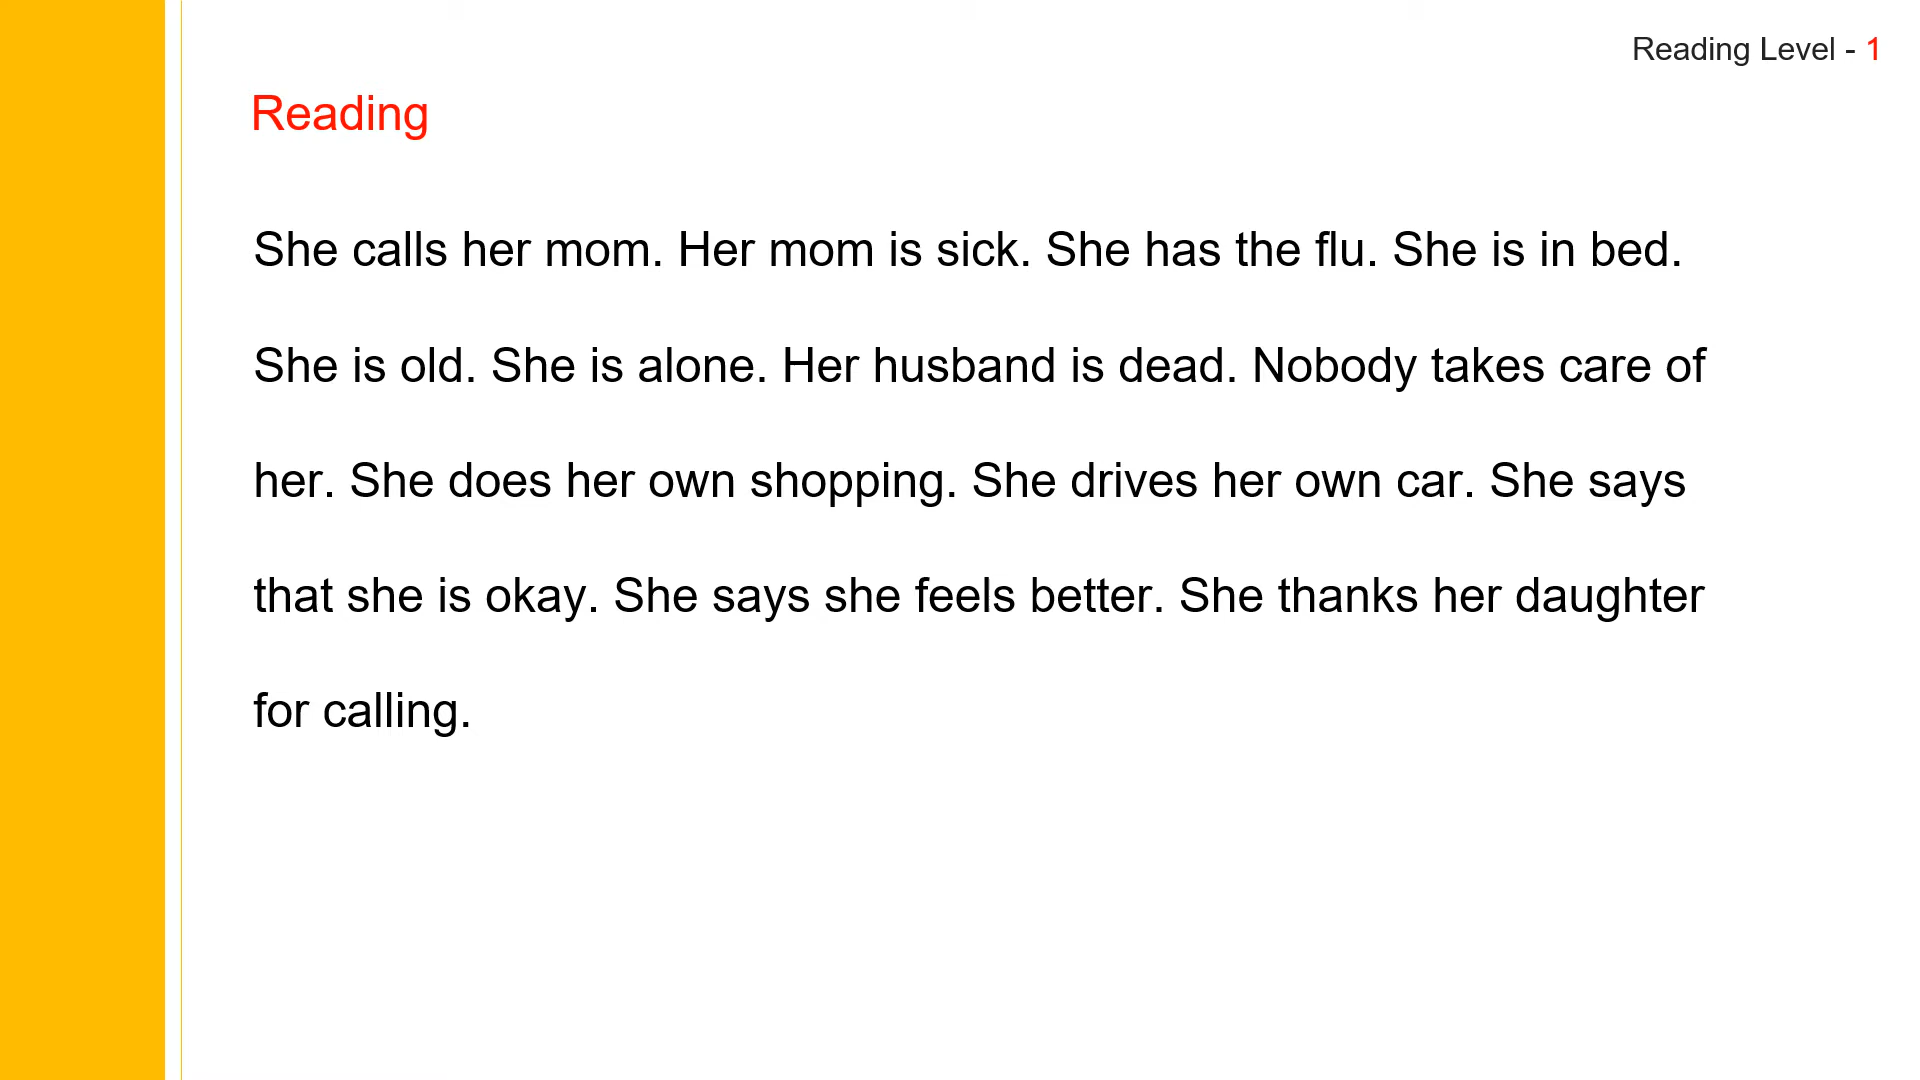 Reading Level - 1
Reading
She calls her mom. Her mom is sick. She has the flu. She is in bed.
She is old. She is alone. Her husband is dead. Nobody takes care of
her. She does her own shopping. She drives her own car. She says
that she is okay. She says she feels better. She thanks her daughter
for calling.